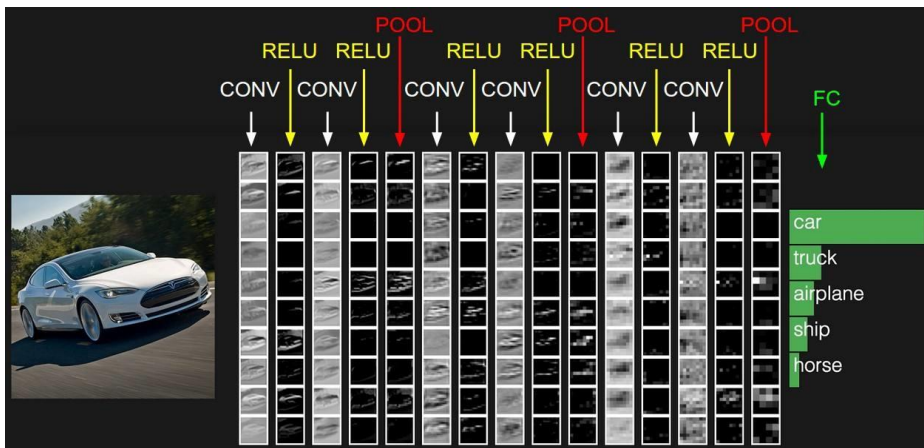 POOL POOL POOL
RELU RELU RELU RELU RELU RELU
CONV CONV CONV CONV CONV CONV
FC
car
truck
airplane
ship
horse